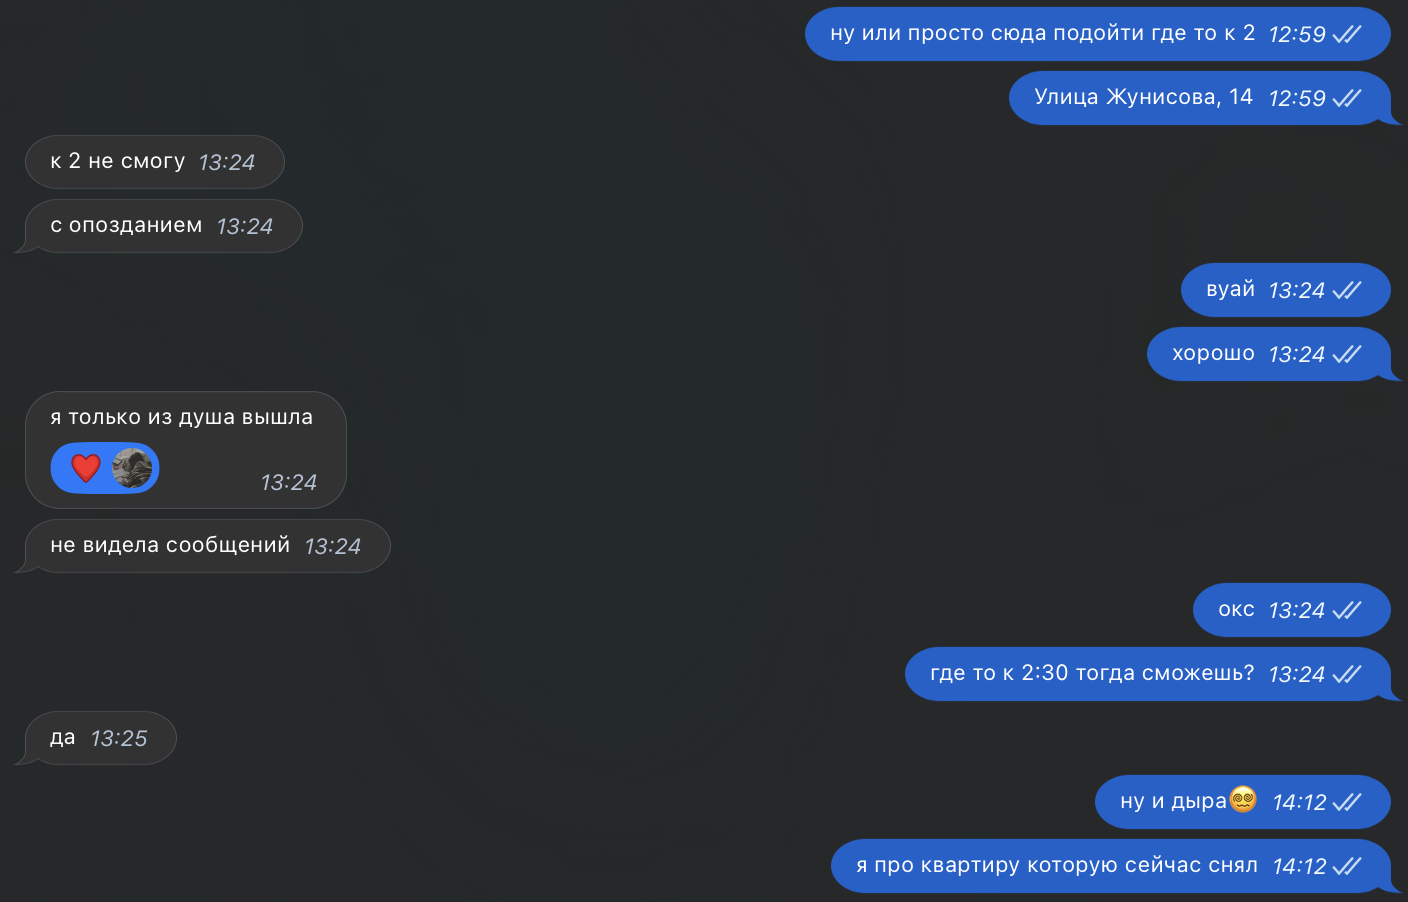 ну или просто сюда подойти где то к 2 12:59
Улица Жунисова, 14 12:59
к 2 не смогу 13:24
с опозданием 13:24
вуай 13:24
хорошо 13:24
я только из душа вышла
❤️ 13:24
не видела сообщений 13:24
окс 13:24
где то к 2:30 тогда сможешь? 13:24
да 13:25
ну и дыра😵‍💫 14:12
я про квартиру которую сейчас снял 14:12